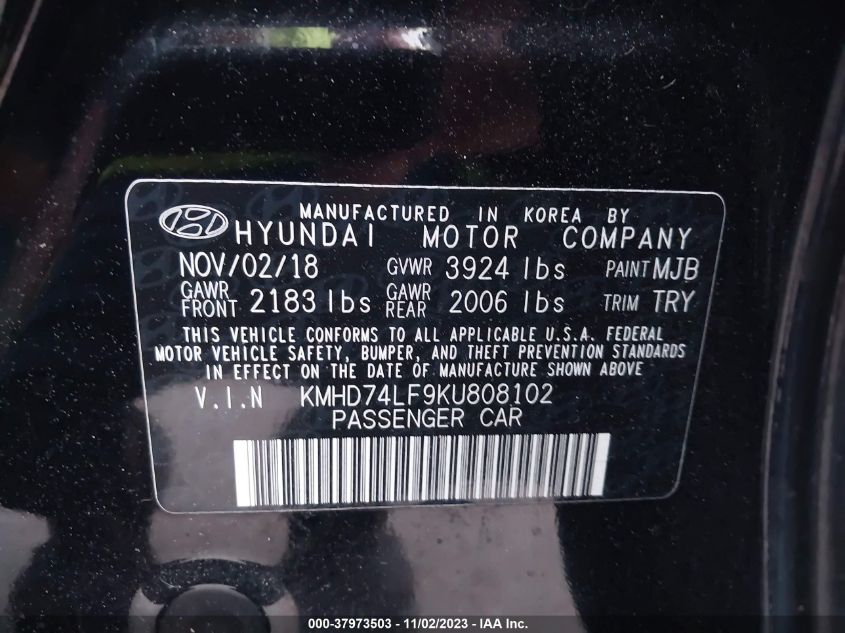 MANUFACTURED IN KOREA BY
HYUNDAI MOTOR COMPANY
NOV/02/18 GVWR 3924 lbs PAINT MJB
GAWR FRONT 2183 lbs GAWR REAR 2006 lbs TRIM TRY
THIS VEHICLE CONFORMS TO ALL APPLICABLE U.S.A. FEDERAL
MOTOR VEHICLE SAFETY, BUMPER, AND THEFT PREVENTION STANDARDS
IN EFFECT ON THE DATE OF MANUFACTURE SHOWN ABOVE
V.I.N KMHD74LF9KU808102
PASSENGER CAR
000-37973503 - 11/02/2023 - IAA Inc.